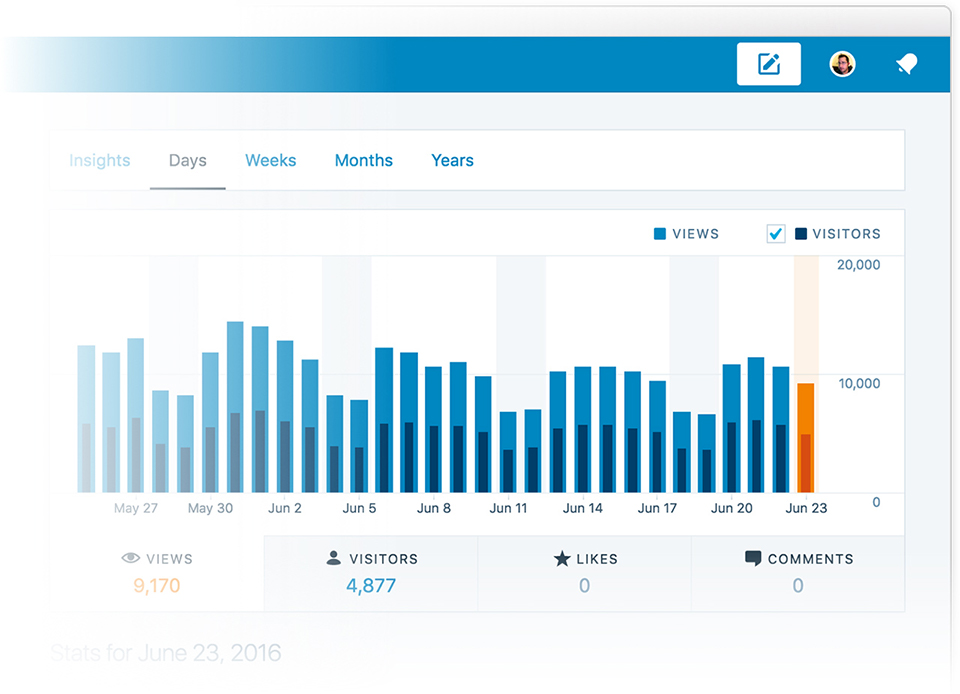 Insights Days Weeks Months Years
VIEWS VISITORS
20,000
10,000
0
May 27 May 30 Jun 2 Jun 5 Jun 8 Jun 11 Jun 14 Jun 17 Jun 20 Jun 23
VIEWS VISITORS LIKES COMMENTS
9,170 4,877 0 0
Stats for June 23, 2016